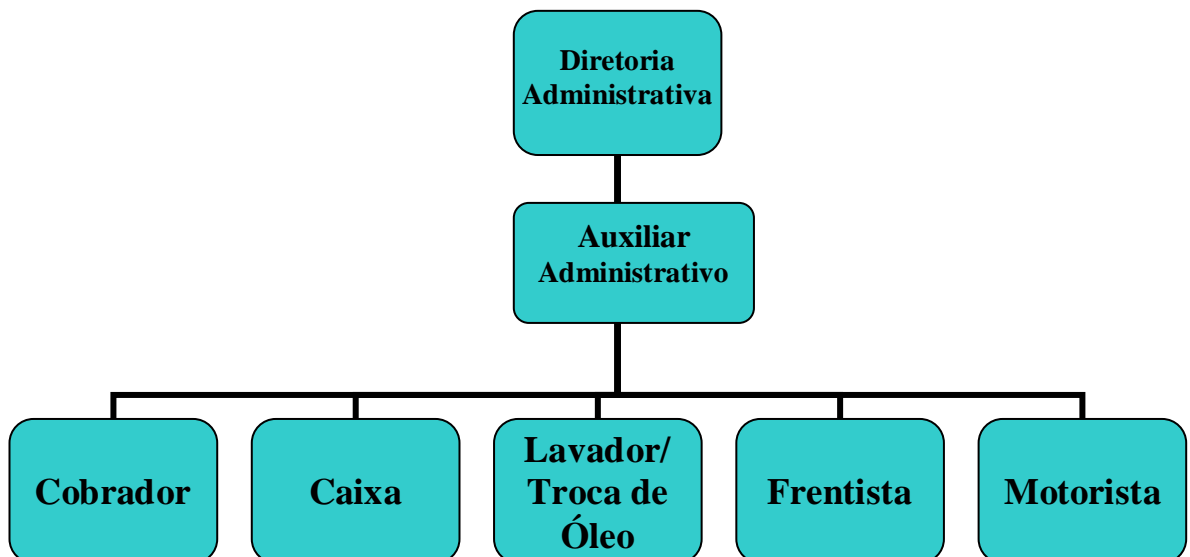 Diretoria
Administrativa
Auxiliar
Administrativo
Cobrador
Caixa
Lavador/
Troca de
Óleo
Frentista
Motorista